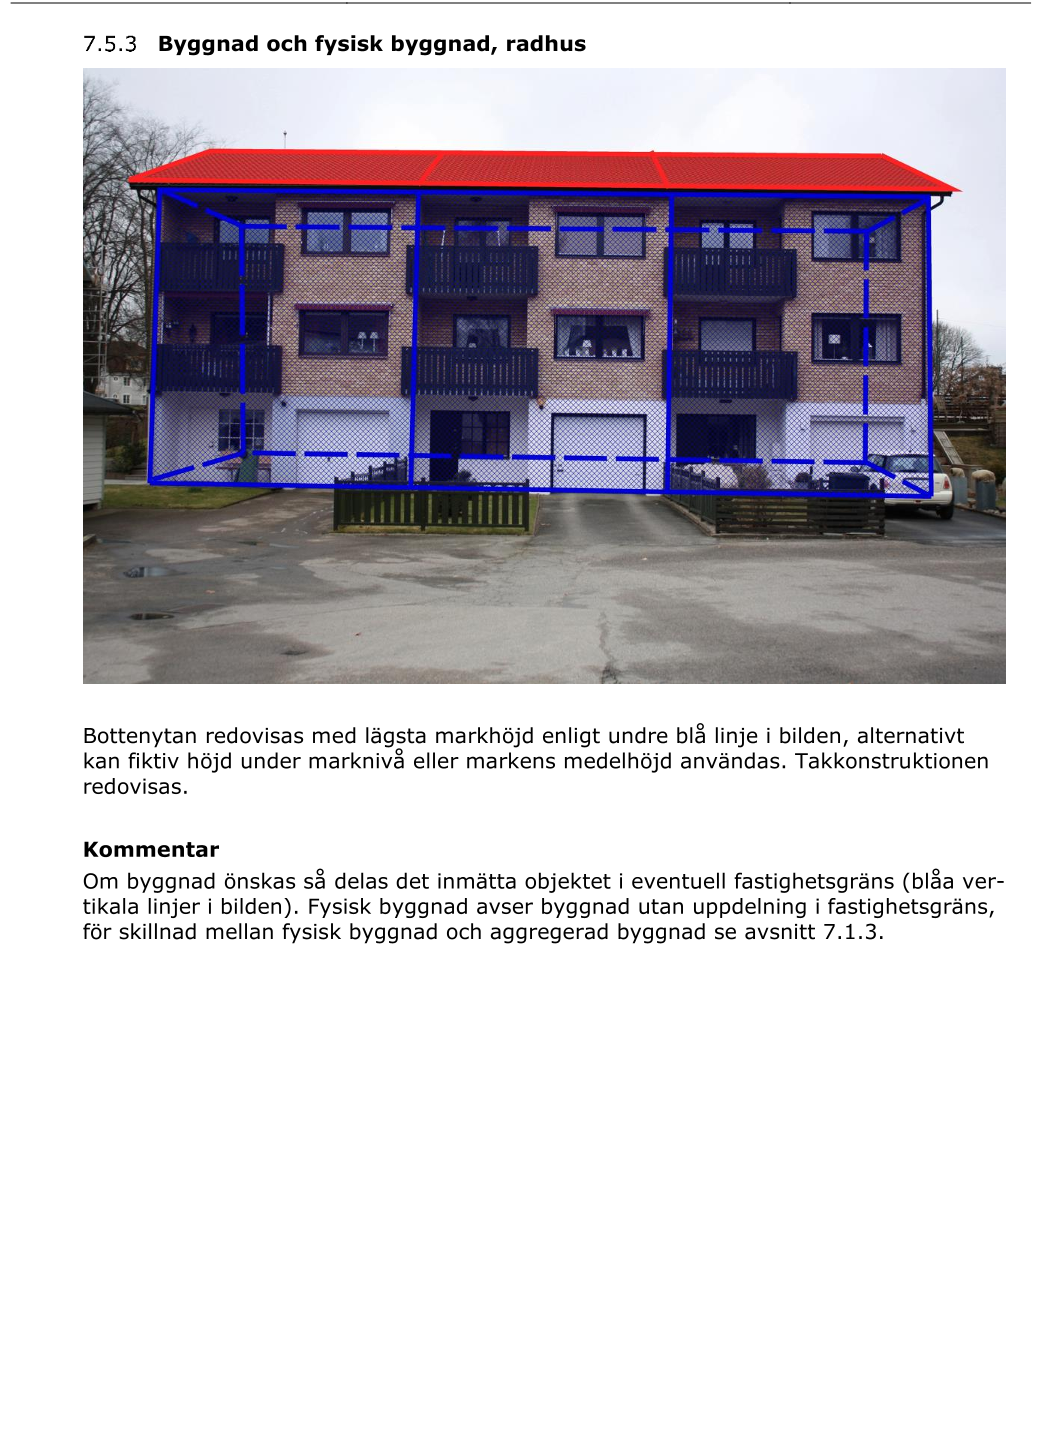 7.5.3 Byggnad och fysisk byggnad, radhus
Bottenytan redovisas med lägsta markhöjd enligt undre blå linje i bilden, alternativt
kan fiktiv höjd under marknivå eller markens medelhöjd användas. Takkonstruktionen
redovisas.
Kommentar
Om byggnad önskas så delas det inmätta objektet i eventuell fastighetsgräns (blåa ver-
tikala linjer i bilden). Fysisk byggnad avser byggnad utan uppdelning i fastighetsgräns,
för skillnad mellan fysisk byggnad och aggregerad byggnad se avsnitt 7.1.3.